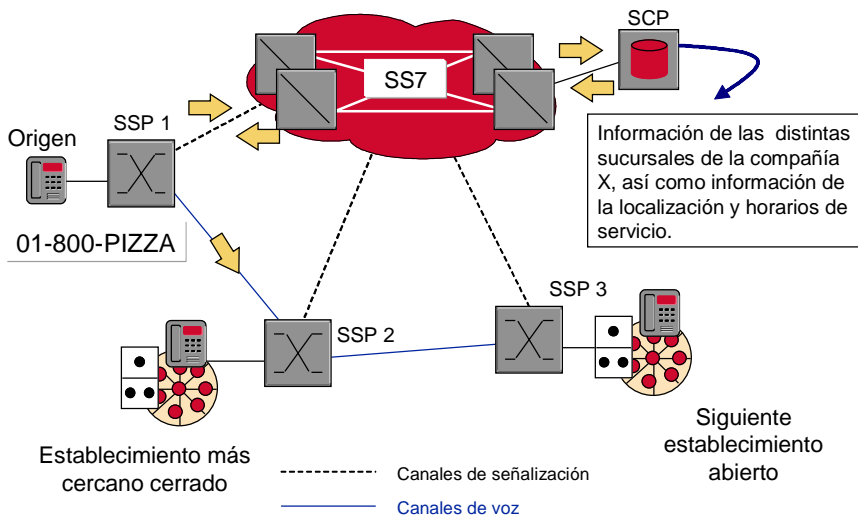 SCP
SS7
SSP 1
Origen
Información de las distintas
sucursales de la compañía
X, así como información de
la localización y horarios de
servicio.
01-800-PIZZA
SSP 3
SSP 2
Siguiente
establecimiento
abierto
Establecimiento más
cercano cerrado
Canales de señalización
Canales de voz